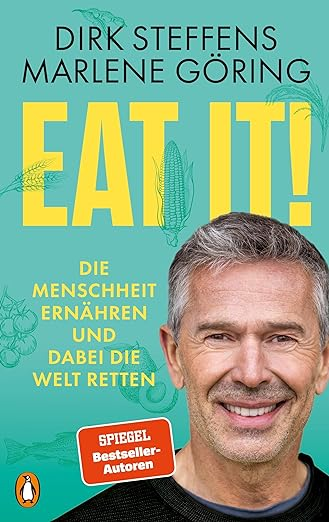 DIRK STEFFENS
MARLENE GÖRING
EAT IT!
DIE
MENSCHHEIT
ERNÄHREN
UND
DABEI DIE
WELT RETTEN
SPIEGEL
Bestseller-
Autoren